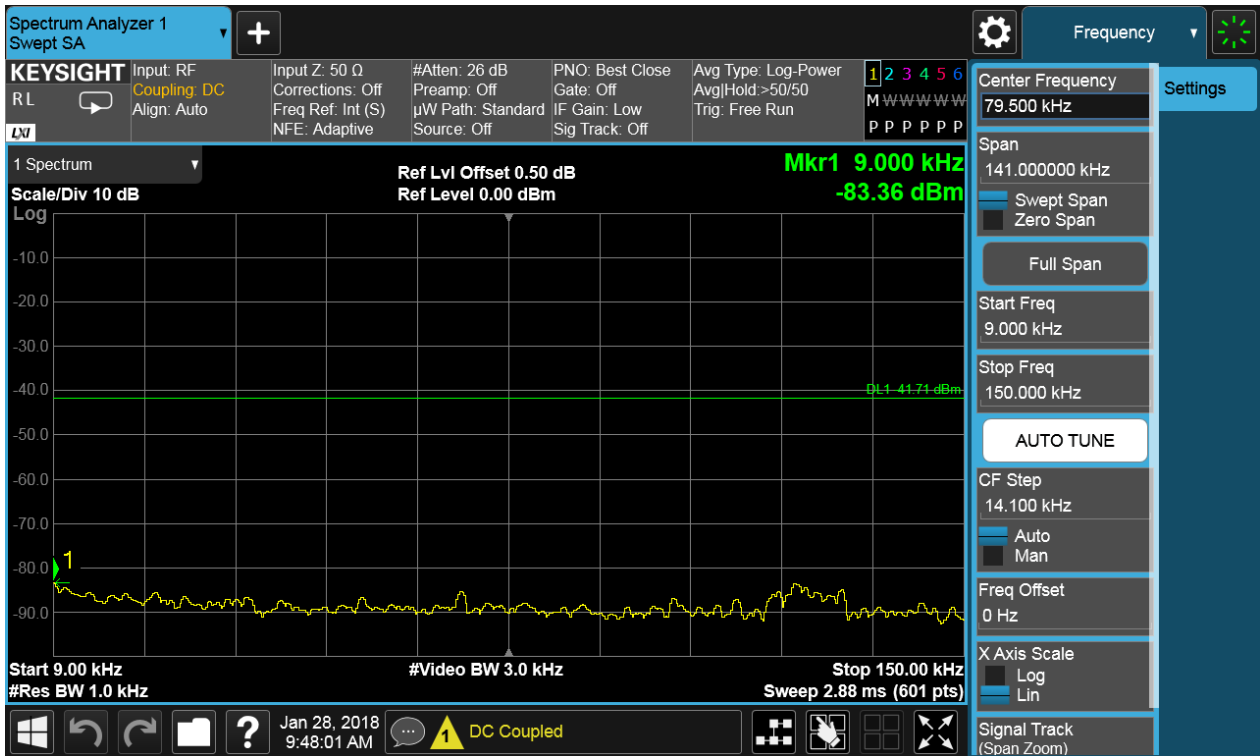 Spectrum Analyzer 1
Swept SA
+
Frequency
KEYSIGHT
RL
LXI
Input: RF
Coupling: DC
Align: Auto
Input Z: 50 Ω
Corrections: Off
Freq Ref: Int (S)
NFE: Adaptive
#Atten: 26 dB
Preamp: Off
µW Path: Standard
Source: Off
PNO: Best Close
Gate: Off
IF Gain: Low
Sig Track: Off
Avg Type: Log-Power
Avg|Hold:>50/50
Trig: Free Run
1 2 3 4 5 6
M W W W W W
P P P P P P
Center Frequency
79.500 kHz
Settings
Span
141.000000 kHz
Swept Span
Zero Span
Full Span
Start Freq
9.000 kHz
Stop Freq
150.000 kHz
AUTO TUNE
CF Step
14.100 kHz
Auto
Man
Freq Offset
0 Hz
X Axis Scale
Log
Lin
Signal Track
(Span Zoom)
1 Spectrum
Scale/Div 10 dB
Log
Ref Lvl Offset 0.50 dB
Ref Level 0.00 dBm
Mkr1 9.000 kHz
-83.36 dBm
-10.0
-20.0
-30.0
-40.0
DL1 -41.71 dBm
-50.0
-60.0
-70.0
-80.0
1
-90.0
Start 9.00 kHz
#Res BW 1.0 kHz
#Video BW 3.0 kHz
Stop 150.00 kHz
Sweep 2.88 ms (601 pts)
?
Jan 28, 2018
9:48:01 AM
1
DC Coupled